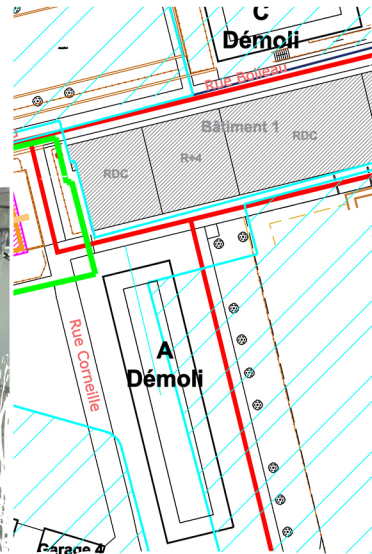 C
Démoli
Rue Boileau
Bâtiment 1
RDC
R+4
RDC
Rue Corneille
A
Démoli
Garage 4